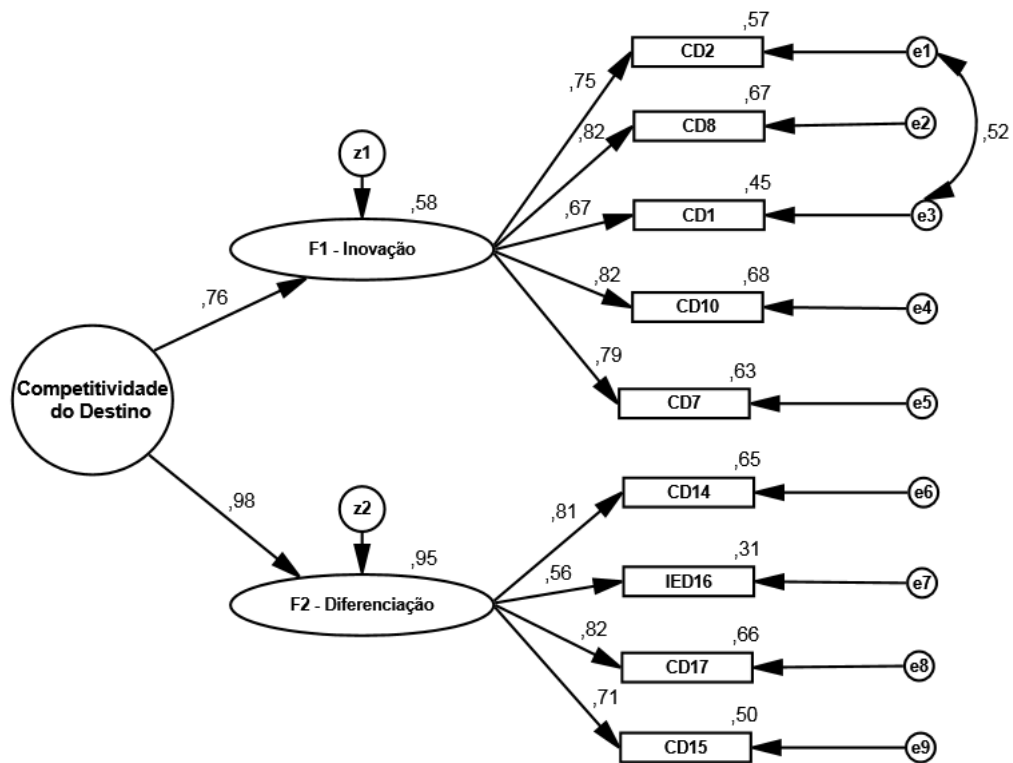 ,57
CD2
e1
,75
,67
CD8
e2
,82
,52
z1
,45
CD1
e3
,67
,58
F1 - Inovação
,82
,68
CD10
e4
,76
,79
,63
CD7
e5
Competitividade
do Destino
,65
CD14
e6
,98
z2
,81
,95
,31
IED16
e7
,56
F2 - Diferenciação
,82
,66
CD17
e8
,71
,50
CD15
e9